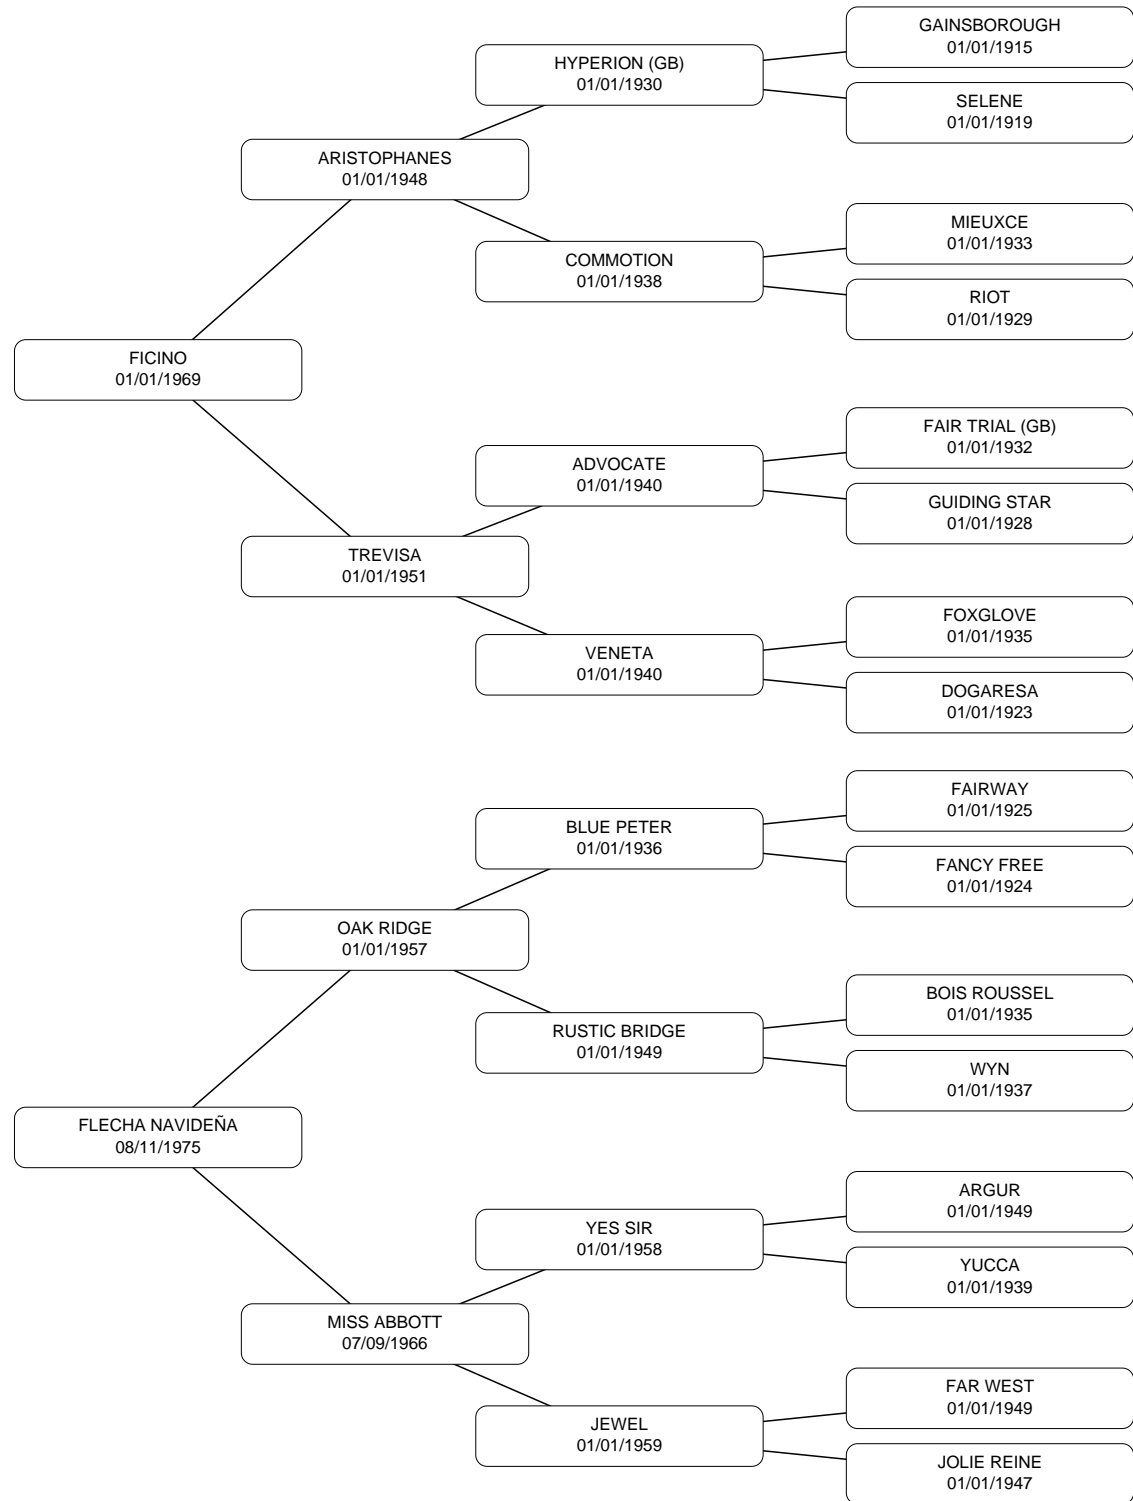 GAINSBOROUGH
01/01/1915
HYPERION (GB)
01/01/1930
SELENE
01/01/1919
ARISTOPHANES
01/01/1948
MIEUXCE
01/01/1933
COMMOTION
01/01/1938
RIOT
01/01/1929
FICINO
01/01/1969
FAIR TRIAL (GB)
01/01/1932
ADVOCATE
01/01/1940
GUIDING STAR
01/01/1928
TREVISA
01/01/1951
FOXGLOVE
01/01/1935
VENETA
01/01/1940
DOGARESA
01/01/1923
FAIRWAY
01/01/1925
BLUE PETER
01/01/1936
FANCY FREE
01/01/1924
OAK RIDGE
01/01/1957
BOIS ROUSSEL
01/01/1935
RUSTIC BRIDGE
01/01/1949
WYN
01/01/1937
FLECHA NAVIDEÑA
08/11/1975
ARGUR
01/01/1949
YES SIR
01/01/1958
YUCCA
01/01/1939
MISS ABBOTT
07/09/1966
FAR WEST
01/01/1949
JEWEL
01/01/1959
JOLIE REINE
01/01/1947